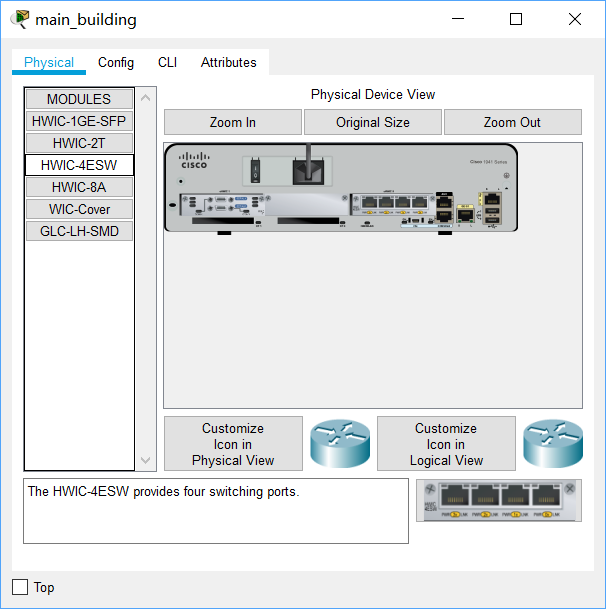 main_building
Physical
Config
CLI
Attributes
MODULES
HWIC-1GE-SFP
HWIC-2T
HWIC-4ESW
HWIC-8A
WIC-Cover
GLC-LH-SMD
Physical Device View
Zoom In
Original Size
Zoom Out
CISCO
Cisco 1941 Series
Customize
Icon in
Physical View
Customize
Icon in
Logical View
The HWIC-4ESW provides four switching ports.
HWIC
4ESW
Top